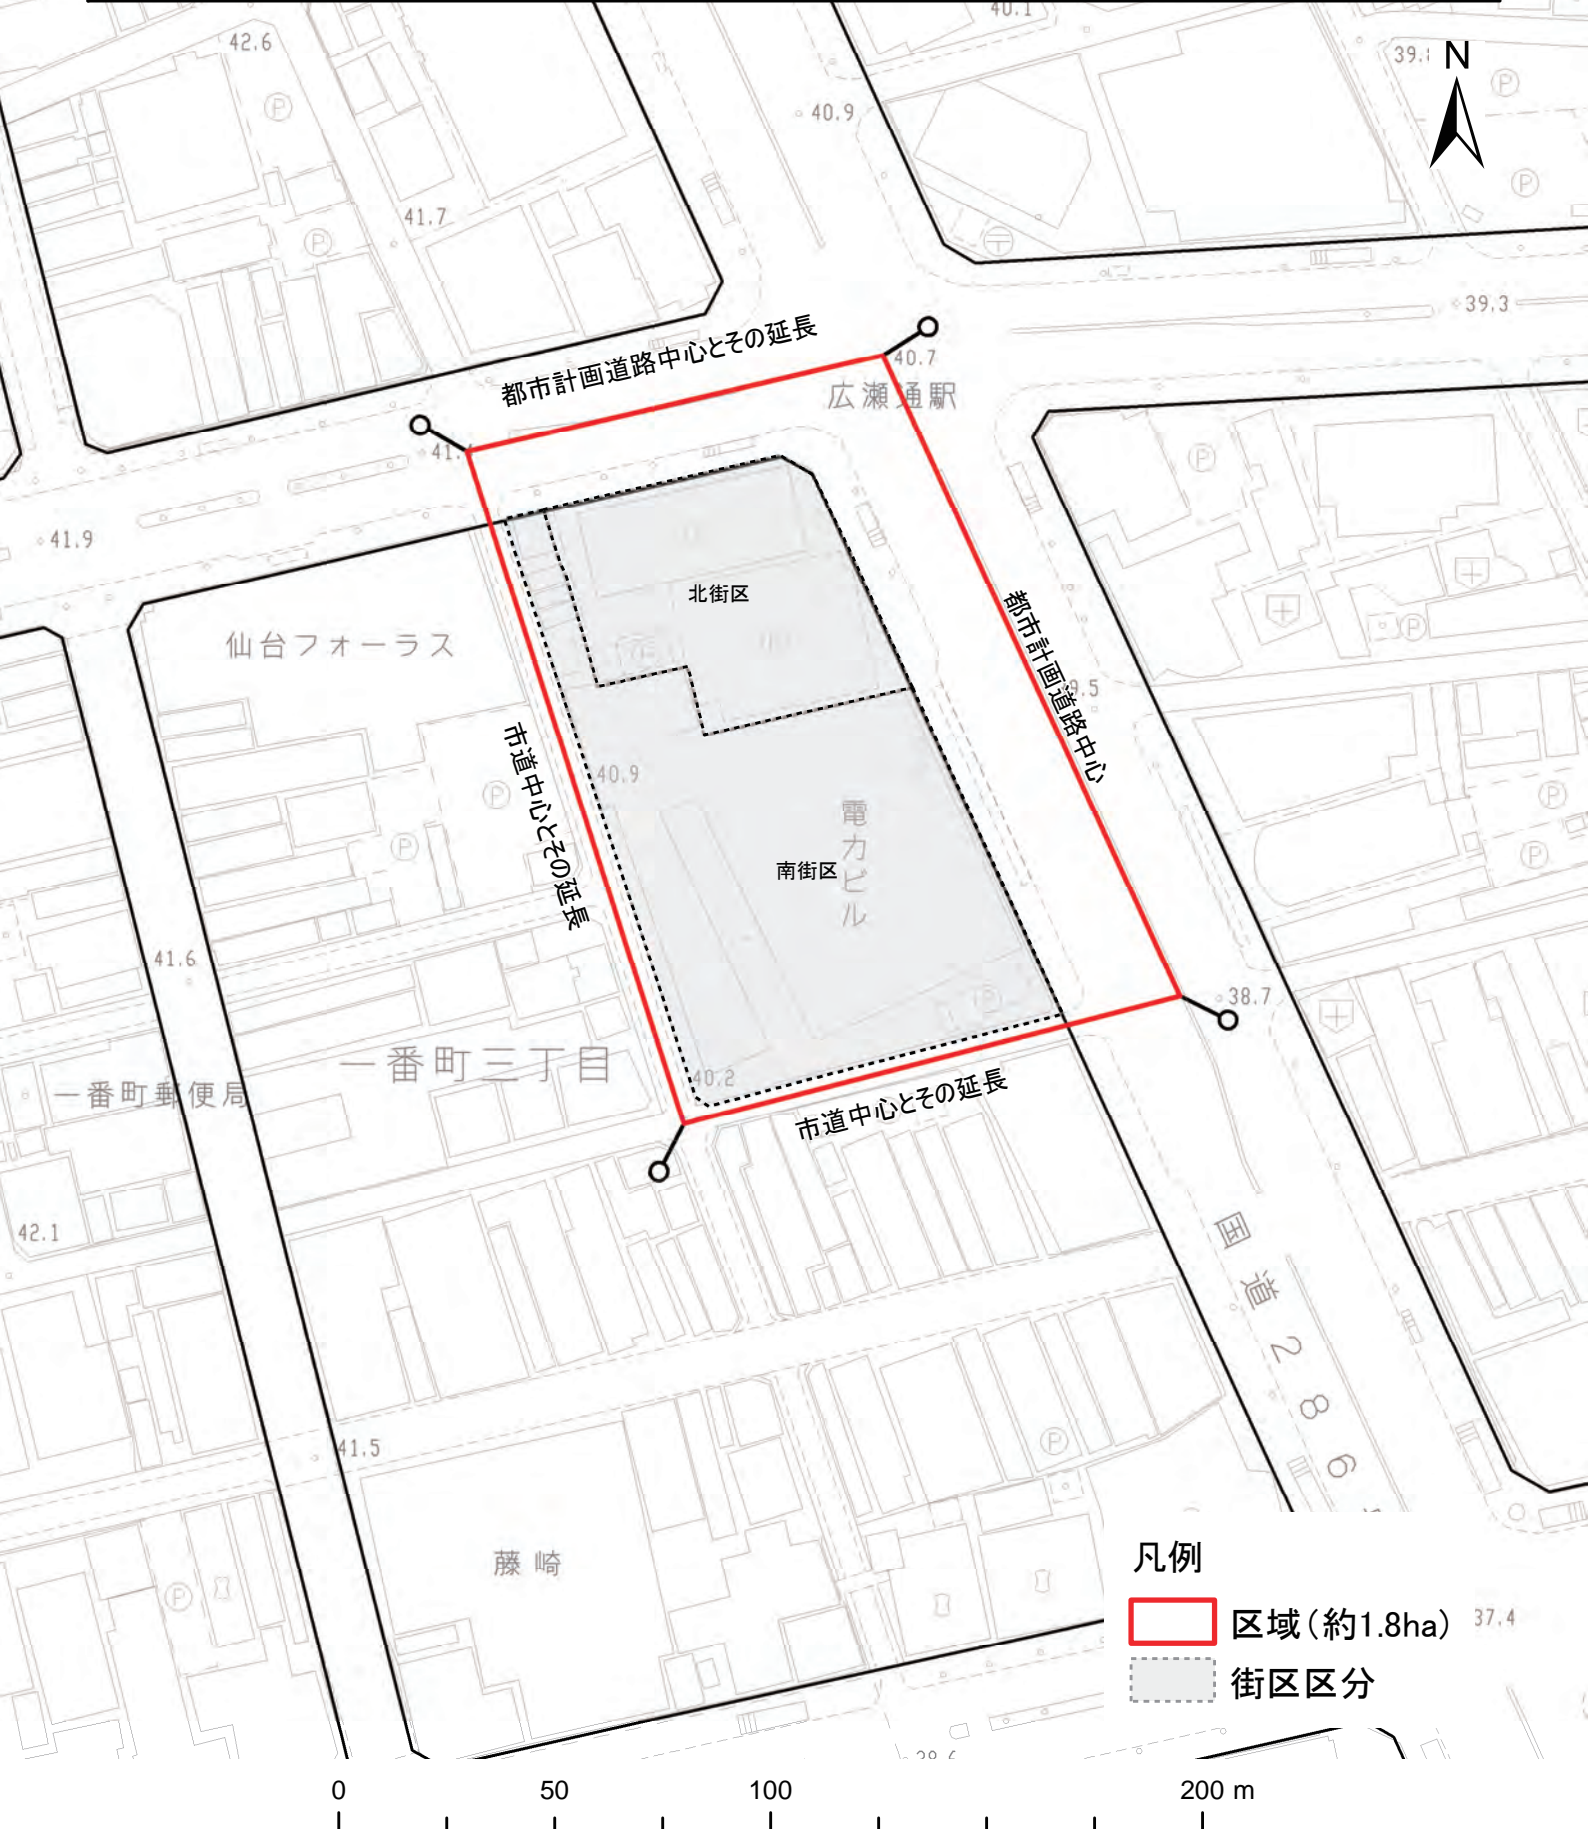 40.1
42.6
39.
N
40.9
41.7
39.3
都市計画道路中心とその延長
40.7
広瀬通駅
41.
41.9
北街区
仙台フォーラス
都市計画道路中心
9.5
市道中心とその延長
40.9
電力ビル
南街区
41.6
38.7
一番町三丁目
40.2
一番町郵便局
市道中心とその延長
42.1
国道286
41.5
藤崎
凡例
区域（約1.8ha）
37.4
街区区分
0 50 100 200 m